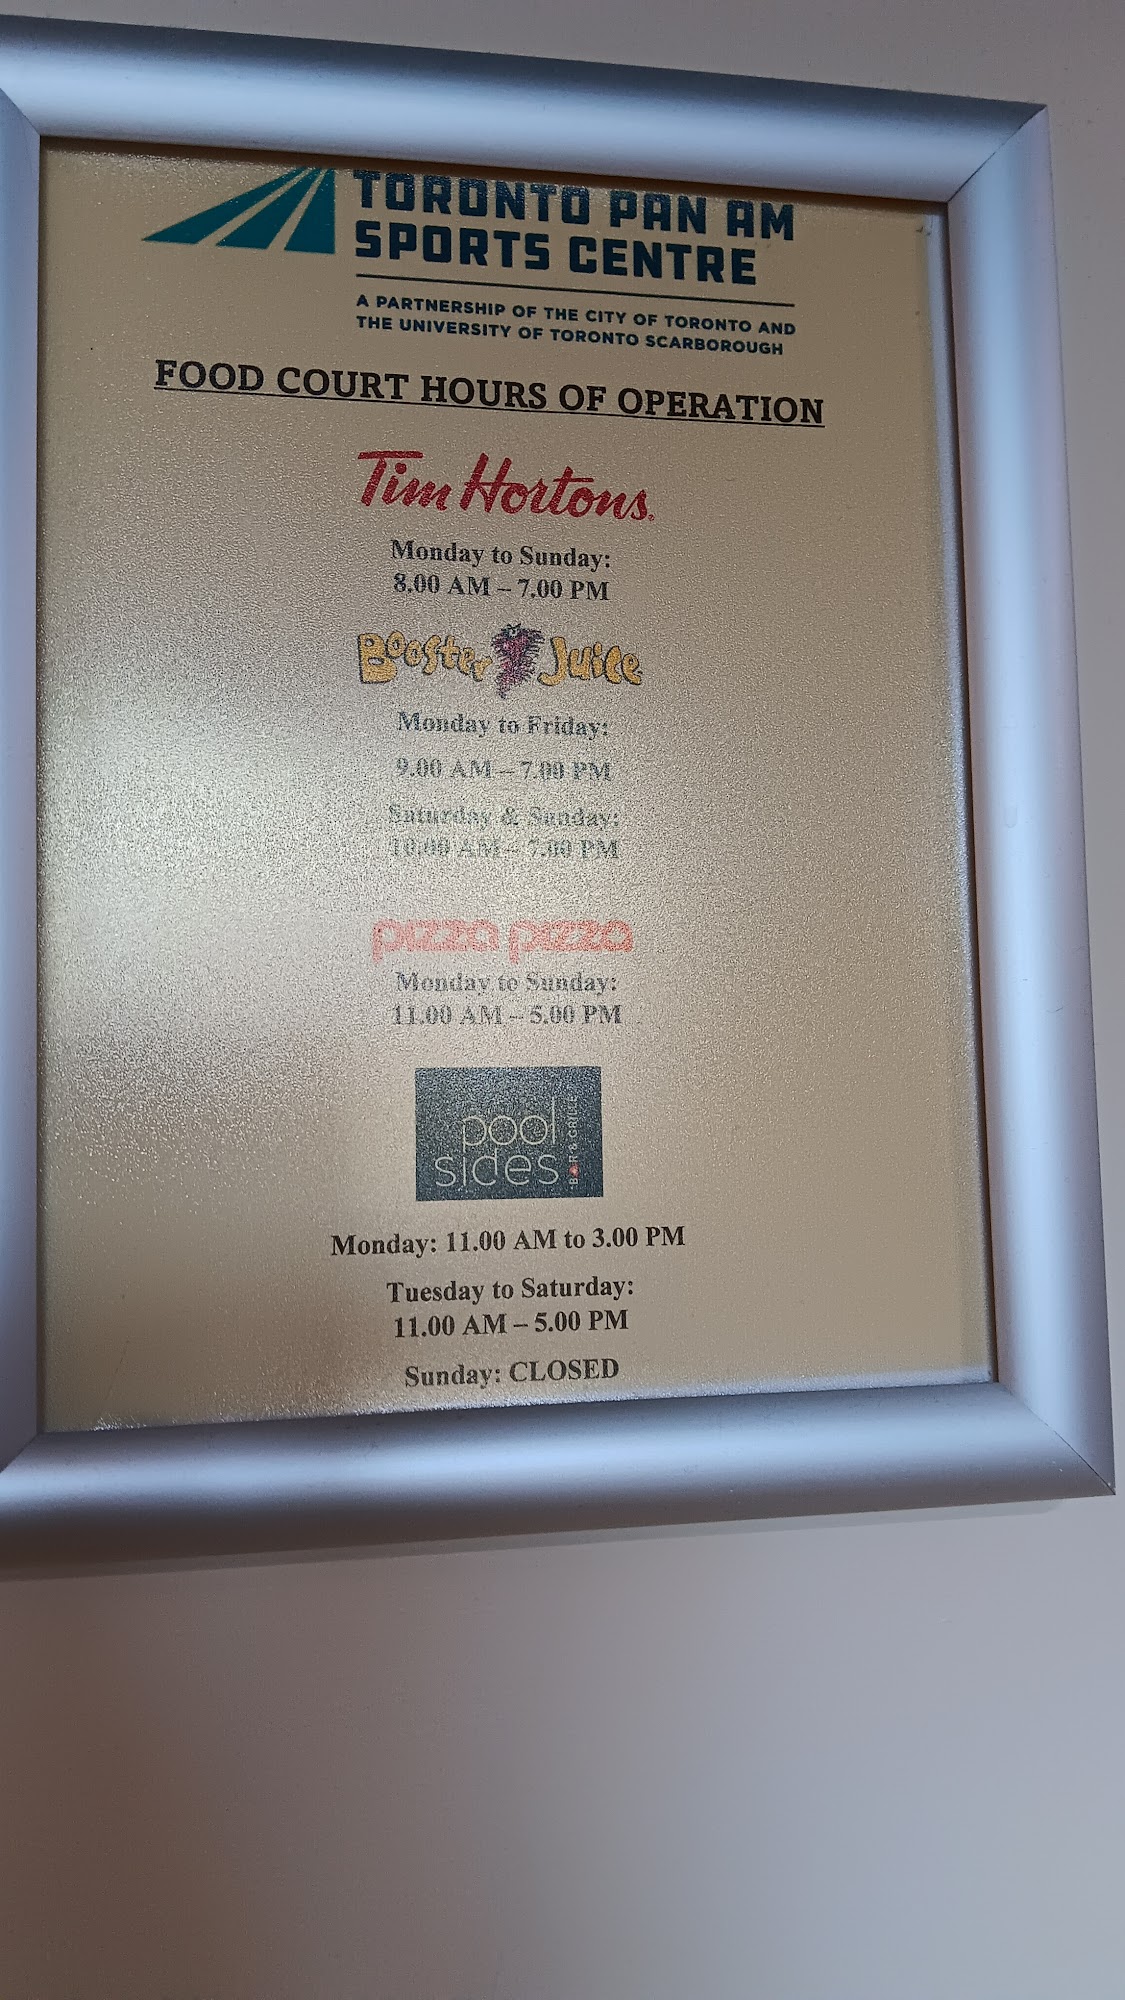 TORONTO PAN AM
SPORTS CENTRE
A PARTNERSHIP OF THE CITY OF TORONTO AND
THE UNIVERSITY OF TORONTO SCARBOROUGH
FOOD COURT HOURS OF OPERATION
Tim Hortons.
Monday to Sunday:
8.00 AM – 7.00 PM
Booster Juice
Monday to Friday:
9.00 AM – 7.00 PM
Saturday & Sunday:
10:00 AM – 7.00 PM
pizza pizza
Monday to Sunday:
11.00 AM – 5.00 PM
pool
sides
BAR & GRILLE
Monday: 11.00 AM to 3.00 PM
Tuesday to Saturday:
11.00 AM – 5.00 PM
Sunday: CLOSED